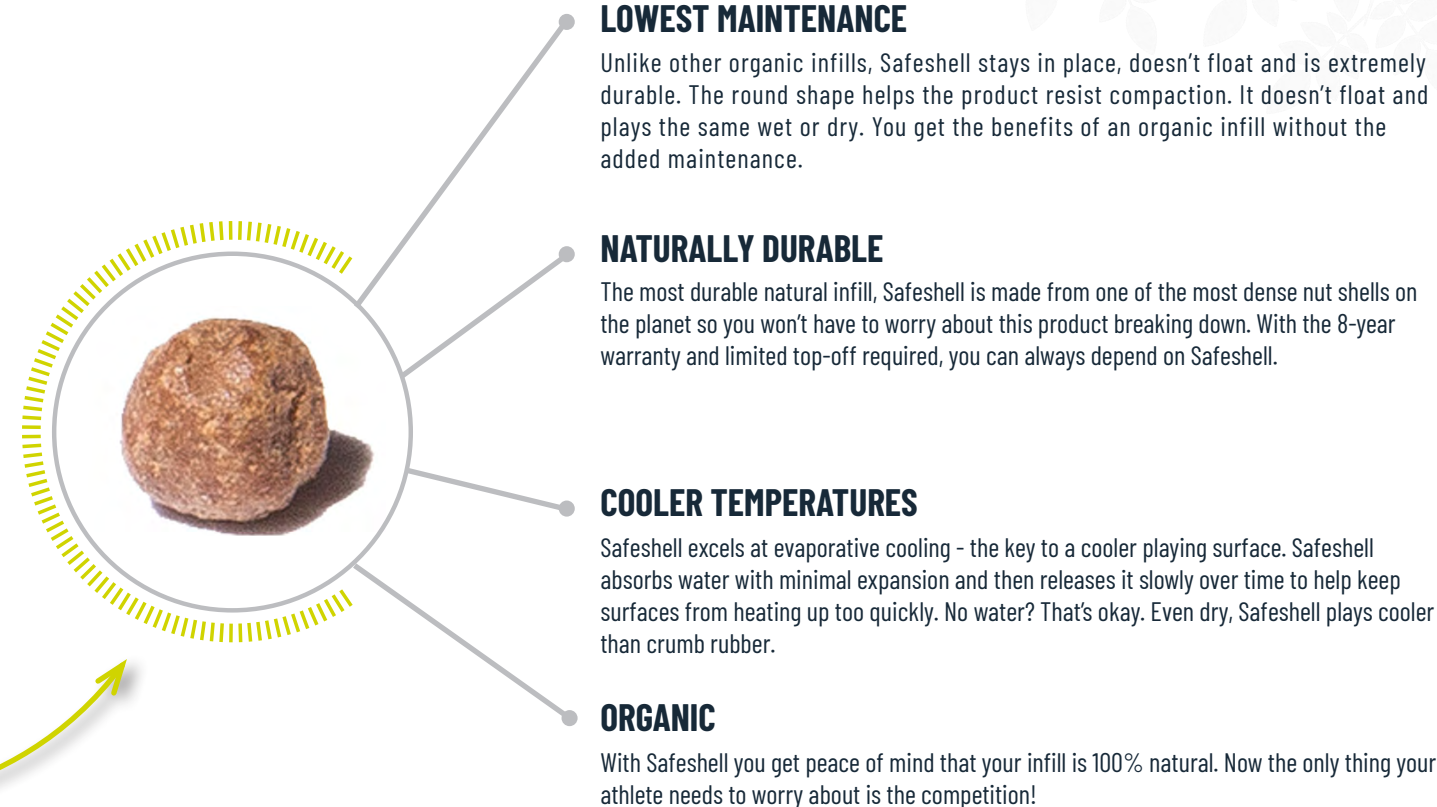 LOWEST MAINTENANCE
Unlike other organic infills, Safeshell stays in place, doesn’t float and is extremely
durable. The round shape helps the product resist compaction. It doesn’t float and
plays the same wet or dry. You get the benefits of an organic infill without the
added maintenance.
NATURALLY DURABLE
The most durable natural infill, Safeshell is made from one of the most dense nut shells on
the planet so you won’t have to worry about this product breaking down. With the 8-year
warranty and limited top-off required, you can always depend on Safeshell.
COOLER TEMPERATURES
Safeshell excels at evaporative cooling - the key to a cooler playing surface. Safeshell
absorbs water with minimal expansion and then releases it slowly over time to help keep
surfaces from heating up too quickly. No water? That’s okay. Even dry, Safeshell plays cooler
than crumb rubber.
ORGANIC
With Safeshell you get peace of mind that your infill is 100% natural. Now the only thing your
athlete needs to worry about is the competition!